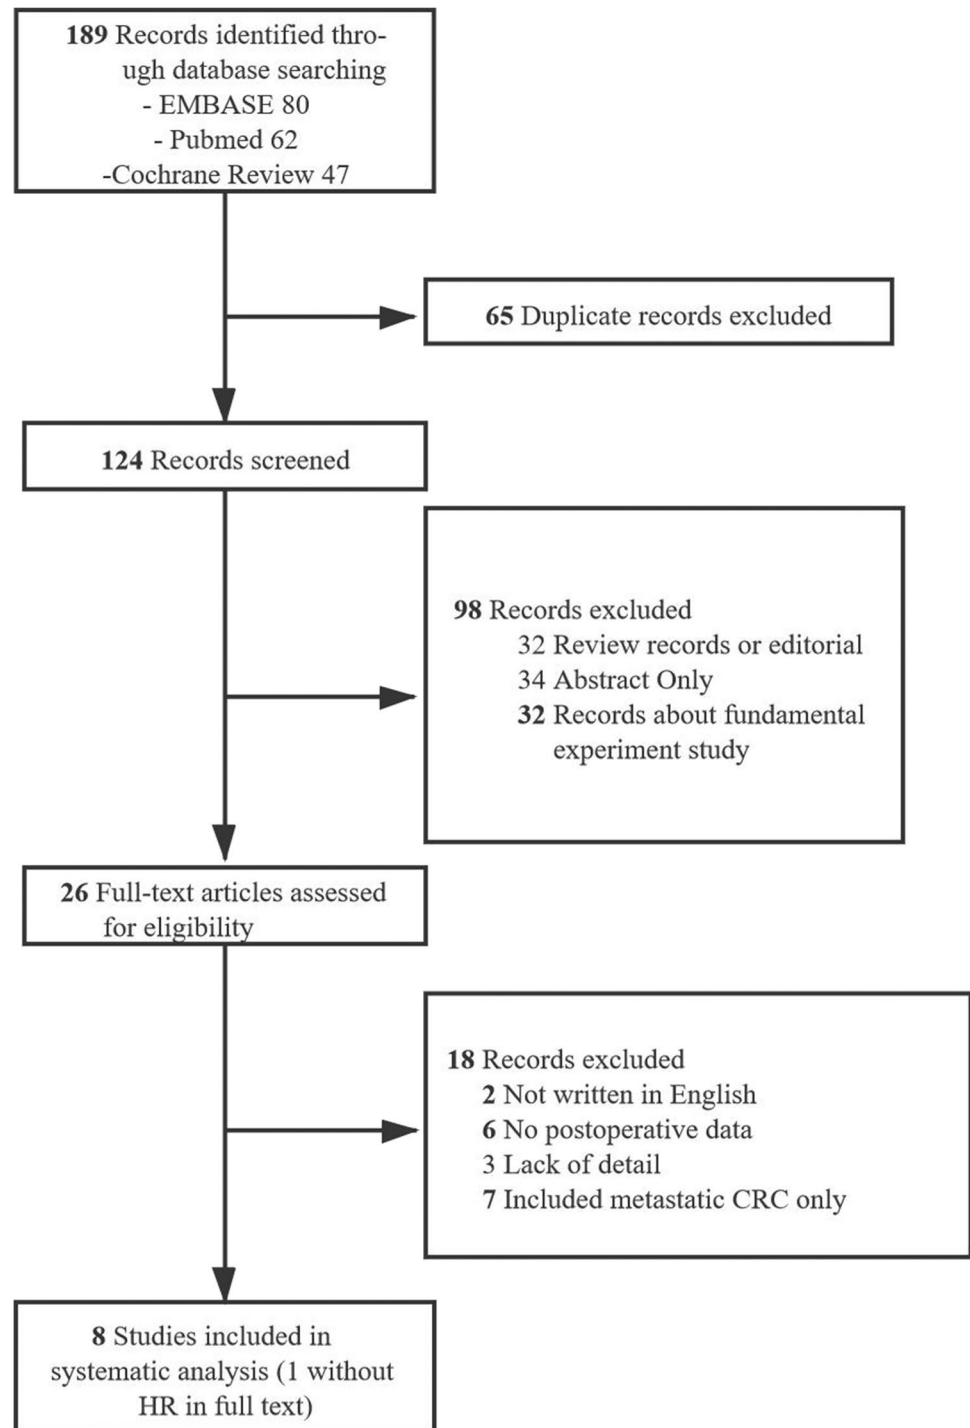 189 Records identified thro-
ugh database searching
- EMBASE 80
- Pubmed 62
-Cochrane Review 47
65 Duplicate records excluded
124 Records screened
98 Records excluded
32 Review records or editorial
34 Abstract Only
32 Records about fundamental
experiment study
26 Full-text articles assessed
for eligibility
18 Records excluded
2 Not written in English
6 No postoperative data
3 Lack of detail
7 Included metastatic CRC only
8 Studies included in
systematic analysis (1 without
HR in full text)